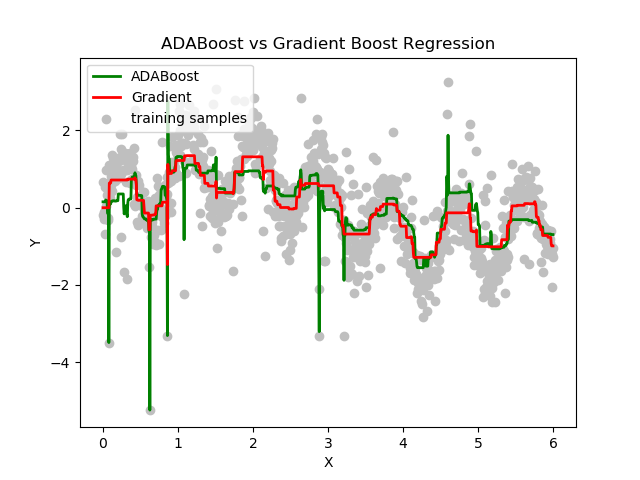 ADABoost vs Gradient Boost Regression
ADABoost
Gradient
training samples
2
0
−2
−4
Y
0
1
2
3
4
5
6
X